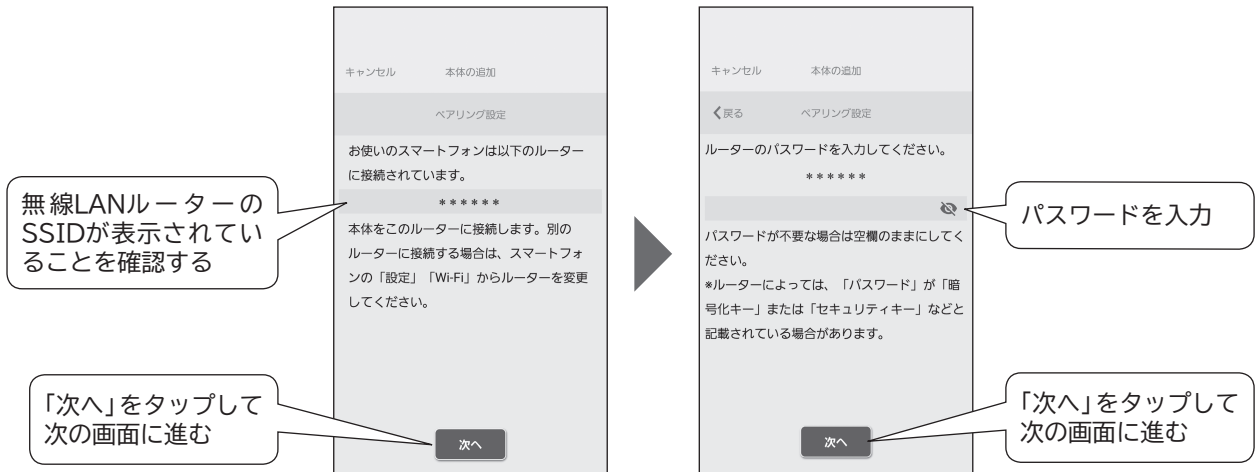 キャンセル 本体の追加
ペアリング設定
お使いのスマートフォンは以下のルーター
に接続されています。
******
本体をこのルーターに接続します。別の
ルーターに接続する場合は、スマートフォ
ンの「設定」「Wi-Fi」からルーターを変更
してください。
次へ
無線LANルーターの
SSIDが表示されてい
ることを確認する
「次へ」をタップして
次の画面に進む
キャンセル 本体の追加
戻る ペアリング設定
ルーターのパスワードを入力してください。
******
パスワードが不要な場合は空欄のままにしてく
ださい。
※ルーターによっては、「パスワード」が「暗
号化キー」または「セキュリティキー」などと
記載されている場合があります。
次へ
パスワードを入力
「次へ」をタップして
次の画面に進む